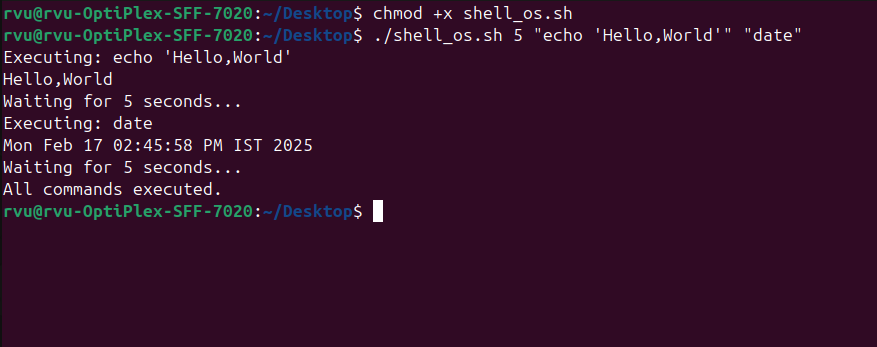 rvu@rvu-OptiPlex-SFF-7020:~/Desktop$ chmod +x shell_os.sh
rvu@rvu-OptiPlex-SFF-7020:~/Desktop$ ./shell_os.sh 5 "echo 'Hello,World'" "date"
Executing: echo 'Hello,World'
Hello,World
Waiting for 5 seconds...
Executing: date
Mon Feb 17 02:45:58 PM IST 2025
Waiting for 5 seconds...
All commands executed.
rvu@rvu-OptiPlex-SFF-7020:~/Desktop$